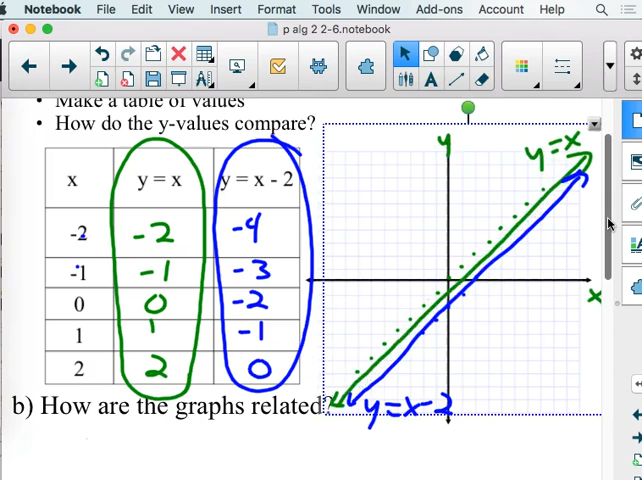 Notebook File Edit View Insert Format Tools Window Add-ons Account Help
p alg 2 2-6.notebook
• Make a table of values
• How do the y-values compare?
x y = x y = x - 2
-2 -2 -4
-1 -1 -3
0 0 -2
1 1 -1
2 2 0
y
y=x
x
y=x-2
b) How are the graphs related?